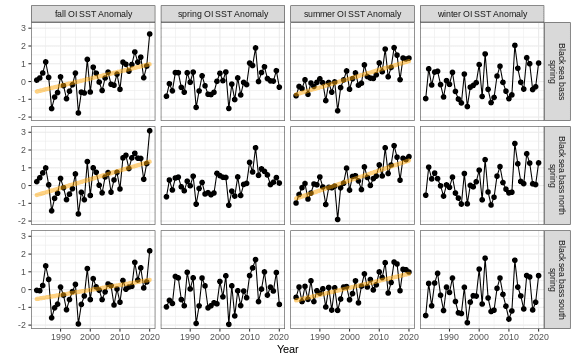 fall OI SST Anomaly spring OI SST Anomaly summer OI SST Anomaly winter OI SST Anomaly
3
2
1
0
-1
-2
Black sea bass
spring
3
2
1
0
-1
-2
Black sea bass north
spring
3
2
1
0
-1
-2
Black sea bass south
spring
1990 2000 2010 2020 1990 2000 2010 2020 1990 2000 2010 2020 1990 2000 2010 2020
Year